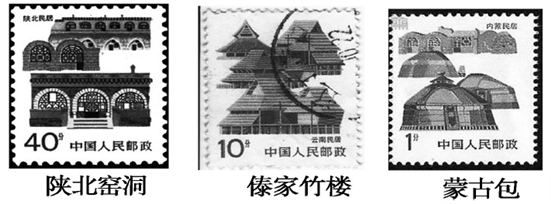 陕北民居
40分
中国人民邮政
陕北窑洞
22.0
云南民居
10分
中国人民邮政
傣家竹楼
内蒙民居
1分
中国人民邮政
蒙古包